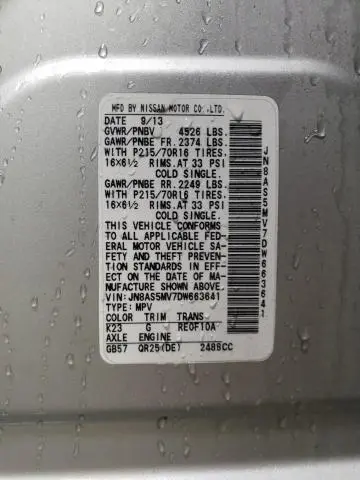 MFD BY NISSAN MOTOR CO.,LTD.
DATE 9/13
GVWR/PNBV 4526 LBS.
GAWR/PNBE FR. 2374 LBS.
WITH P215/70R16 TIRES.
16X6½ RIMS.AT 33 PSI
COLD SINGLE.
GAWR/PNBE RR. 2249 LBS.
WITH P215/70R16 TIRES.
16X6½ RIMS.AT 33 PSI
COLD SINGLE.
THIS VEHICLE CONFORMS
TO ALL APPLICABLE FED-
ERAL MOTOR VEHICLE SA-
FETY AND THEFT PREVENTI-
ON STANDARDS IN EFFECT
ON THE DATE OF MA-
NUFACTURE SHOWN ABOVE.
VIN:JN8AS5MV7DW663641
TYPE:MPV
COLOR TRIM TRANS
K23 G RE0F10A
AXLE ENGINE
GB57 QR25(DE) 2488CC
JN8AS5MV7DW663641